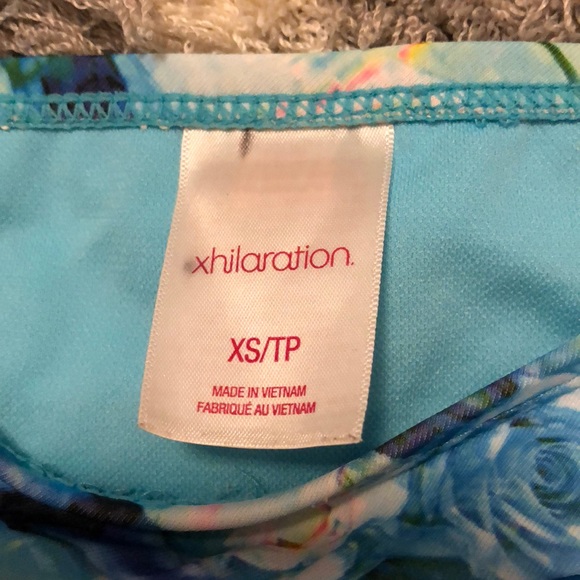 xhilaration.
XS/TP
MADE IN VIETNAM
FABRIQUÉ AU VIETNAM